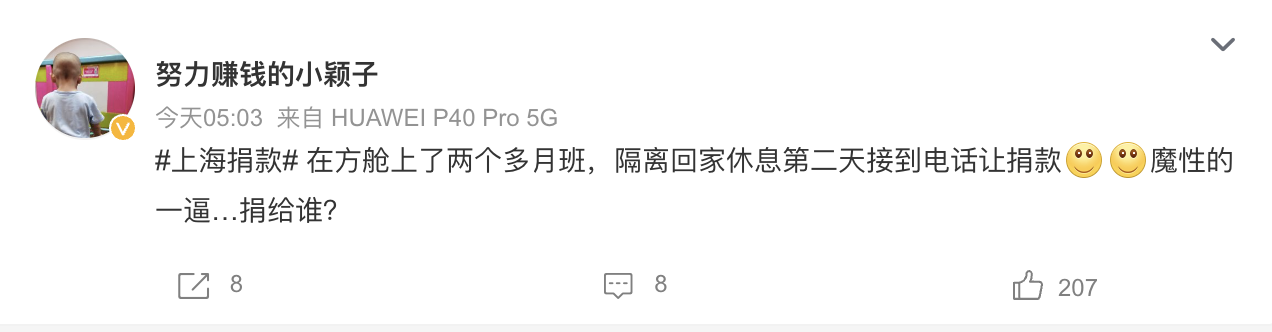 努力赚钱的小颖子
今天05:03 来自 HUAWEI P40 Pro 5G
#上海捐款# 在方舱上了两个多月班，隔离回家休息第二天接到电话让捐款魔性的
一逼...捐给谁？
8
8
207